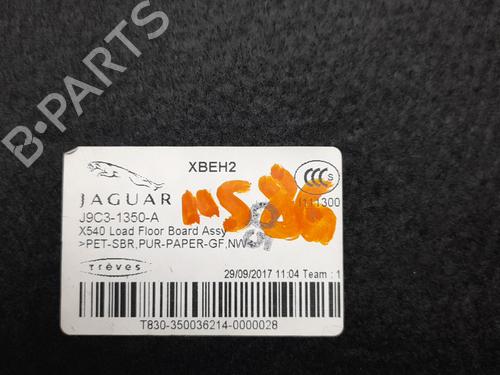 B-PARTS
XBEH2
CCC S
JAGUAR
J9C3-1350-A
1111300
X540 Load Floor Board Assy
>PET-SBR,PUR-PAPER-GF,NW<
Trèves
29/09/2017 11:04 Team : 1
T830-350036214-0000028